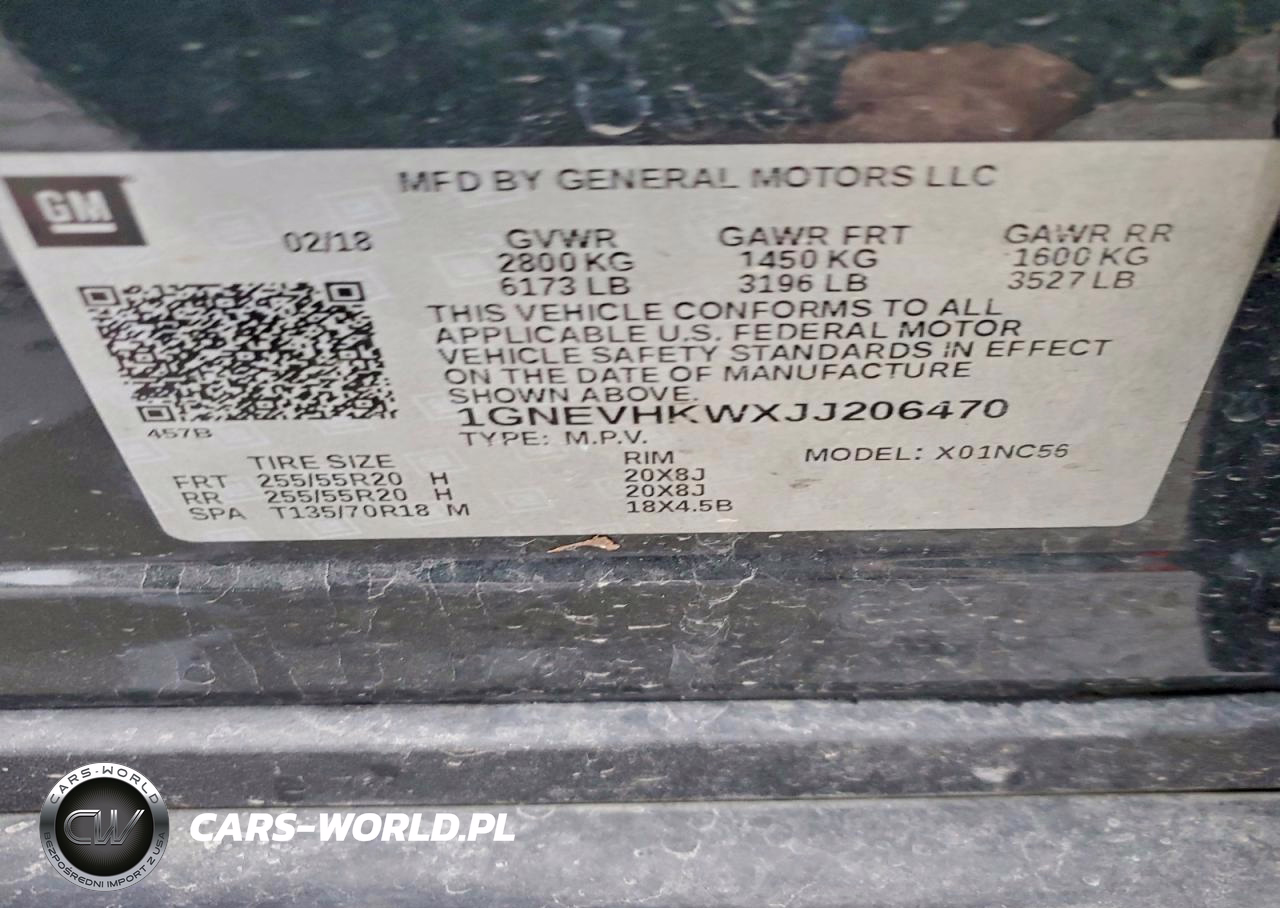 GM
MFD BY GENERAL MOTORS LLC
02/18 GVWR GAWR FRT GAWR RR
2800 KG 1450 KG 1600 KG
6173 LB 3196 LB 3527 LB
THIS VEHICLE CONFORMS TO ALL
APPLICABLE U.S. FEDERAL MOTOR
VEHICLE SAFETY STANDARDS IN EFFECT
ON THE DATE OF MANUFACTURE
SHOWN ABOVE.
1GNEVHKWXJJ206470
457B
TYPE: M.P.V.
MODEL: X01NC56
TIRE SIZE RIM
FRT 255/55R20 H 20X8J
RR 255/55R20 H 20X8J
SPA T135/70R18 M 18X4.5B
CARS-WORLD
CW
BEZPOŚREDNI IMPORT Z USA
CARS-WORLD.PL